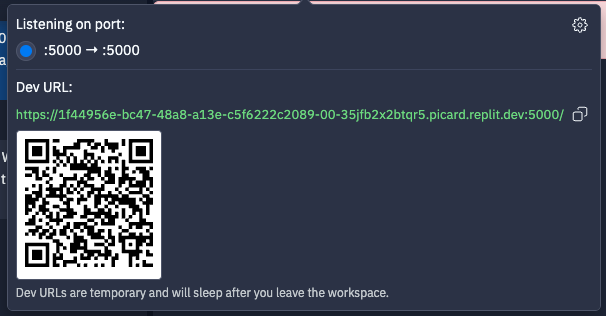 Listening on port:
:5000 → :5000
Dev URL:
https://1f44956e-bc47-48a8-a13e-c5f6222c2089-00-35jfb2x2btqr5.picard.replit.dev:5000/
Dev URLs are temporary and will sleep after you leave the workspace.